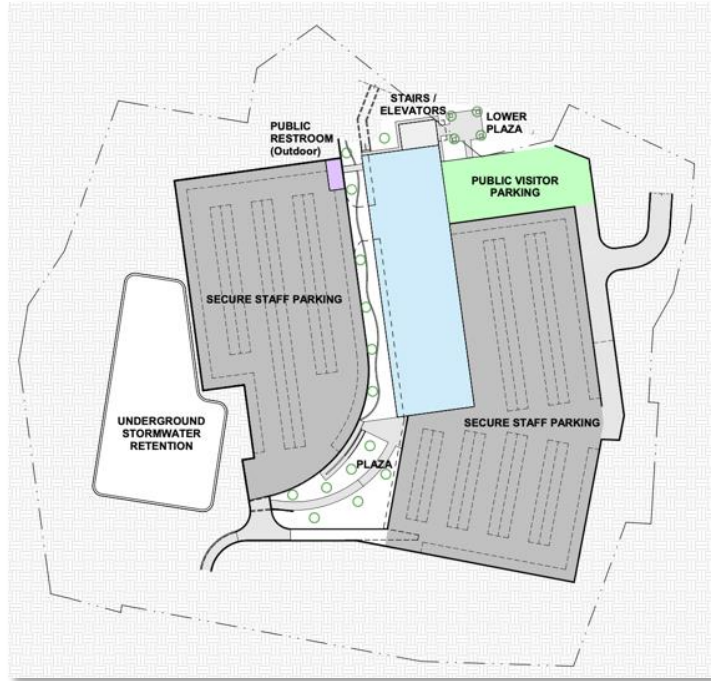 STAIRS /
ELEVATORS
PUBLIC
RESTROOM
(Outdoor)
LOWER
PLAZA
PUBLIC VISITOR
PARKING
SECURE STAFF PARKING
UNDERGROUND
STORMWATER
RETENTION
SECURE STAFF PARKING
PLAZA